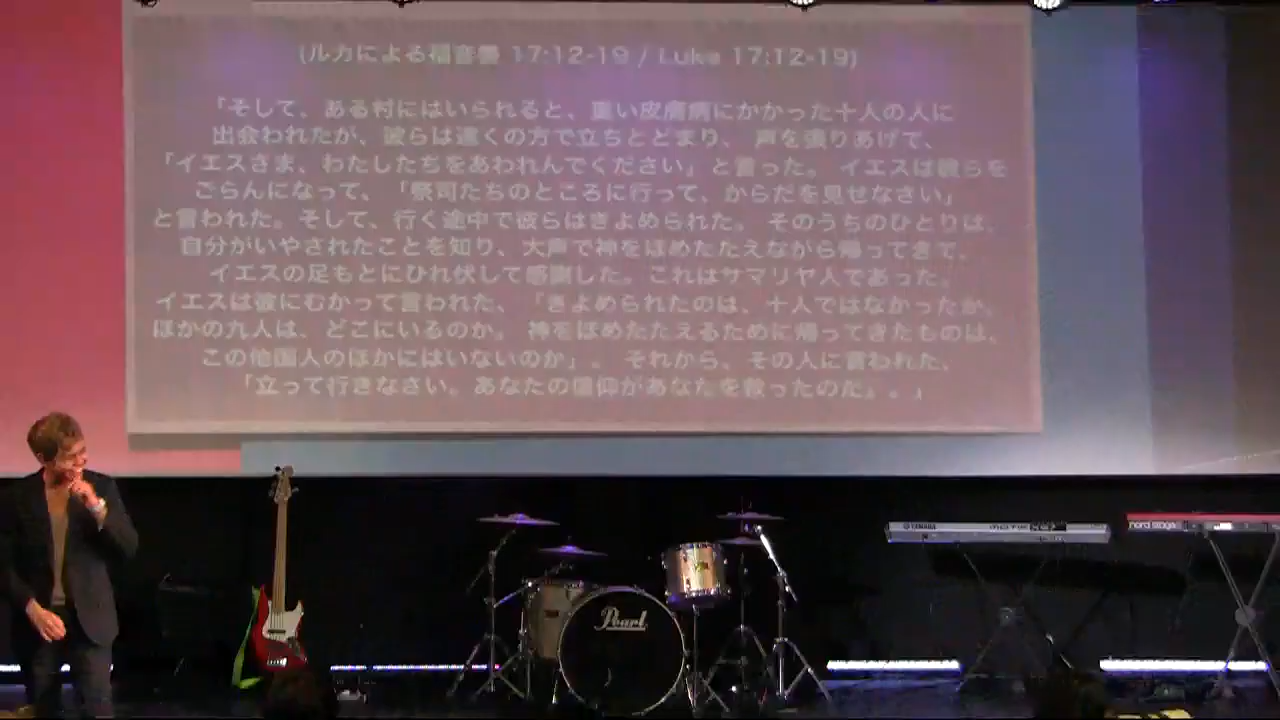 (ルカによる福音書 17:12-19 / Luke 17:12-19)
「そして、ある村にはいられると、重い皮膚病にかかった十人の人に
出会われたが、彼らは遠くの方で立ちとどまり、 声を張りあげて、
「イエスさま、わたしたちをあわれんでください」と言った。 イエスは彼らを
ごらんになって、「祭司たちのところに行って、からだを見せなさい」
と言われた。そして、行く途中で彼らはきよめられた。 そのうちのひとりは、
自分がいやされたことを知り、大声で神をほめたたえながら帰ってきて、
イエスの足もとにひれ伏して感謝した。これはサマリヤ人であった。
イエスは彼にむかって言われた、「きよめられたのは、十人ではなかったか。
ほかの九人は、どこにいるのか。 神をほめたたえるために帰ってきたものは、
この他国人のほかにはいないのか」。 それから、その人に言われた、
「立って行きなさい。あなたの信仰があなたを救ったのだ」。」
Pearl
YAMAHA
MOTIF XF7
nord stage